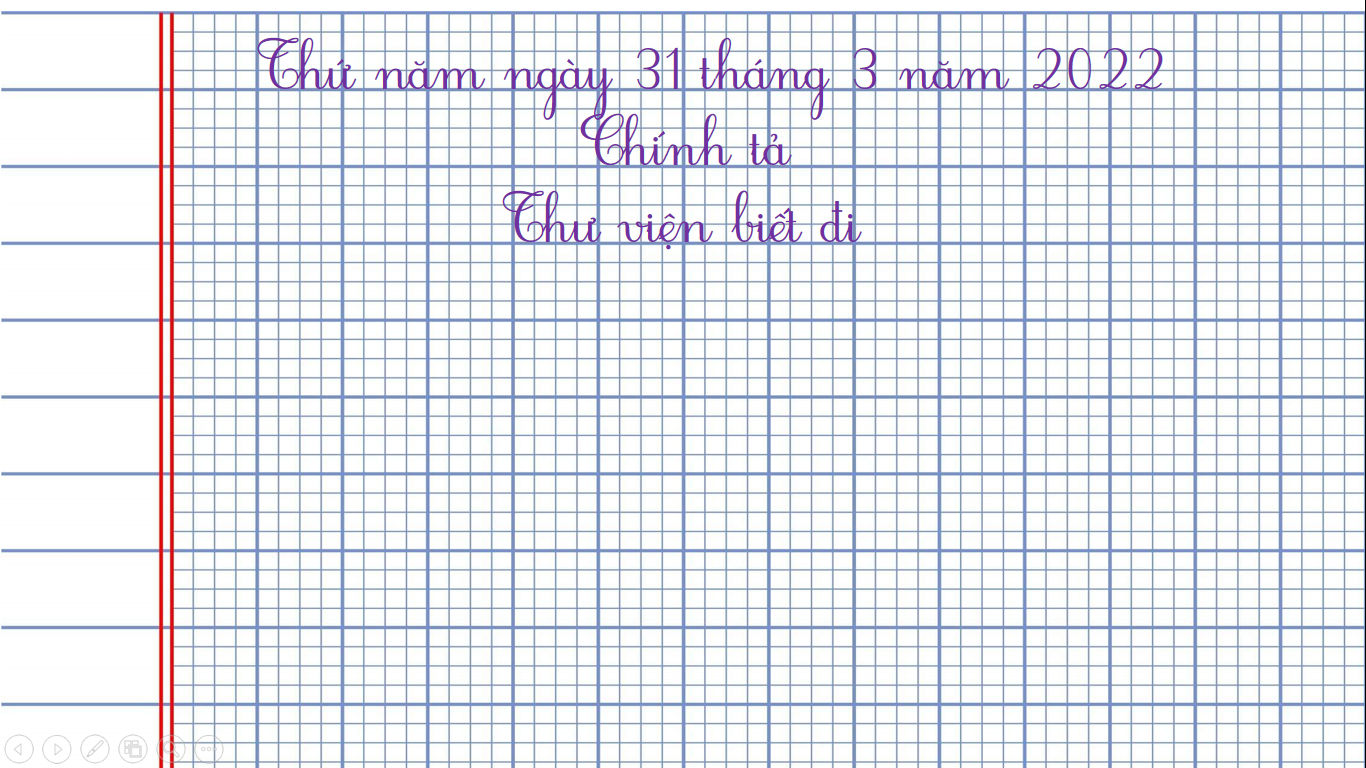 Thứ năm ngày 31 tháng 3 năm 2022
Chính tả
Thư viện biết đi